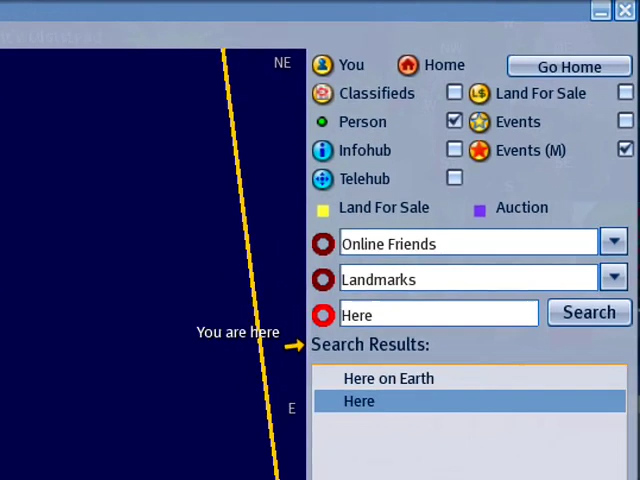 NE
You
Home
Go Home
Classifieds
L$
Land For Sale
Person
Events
Infohub
Events (M)
Telehub
Land For Sale
Auction
Online Friends
Landmarks
Here
Search
You are here
Search Results:
Here on Earth
E
Here